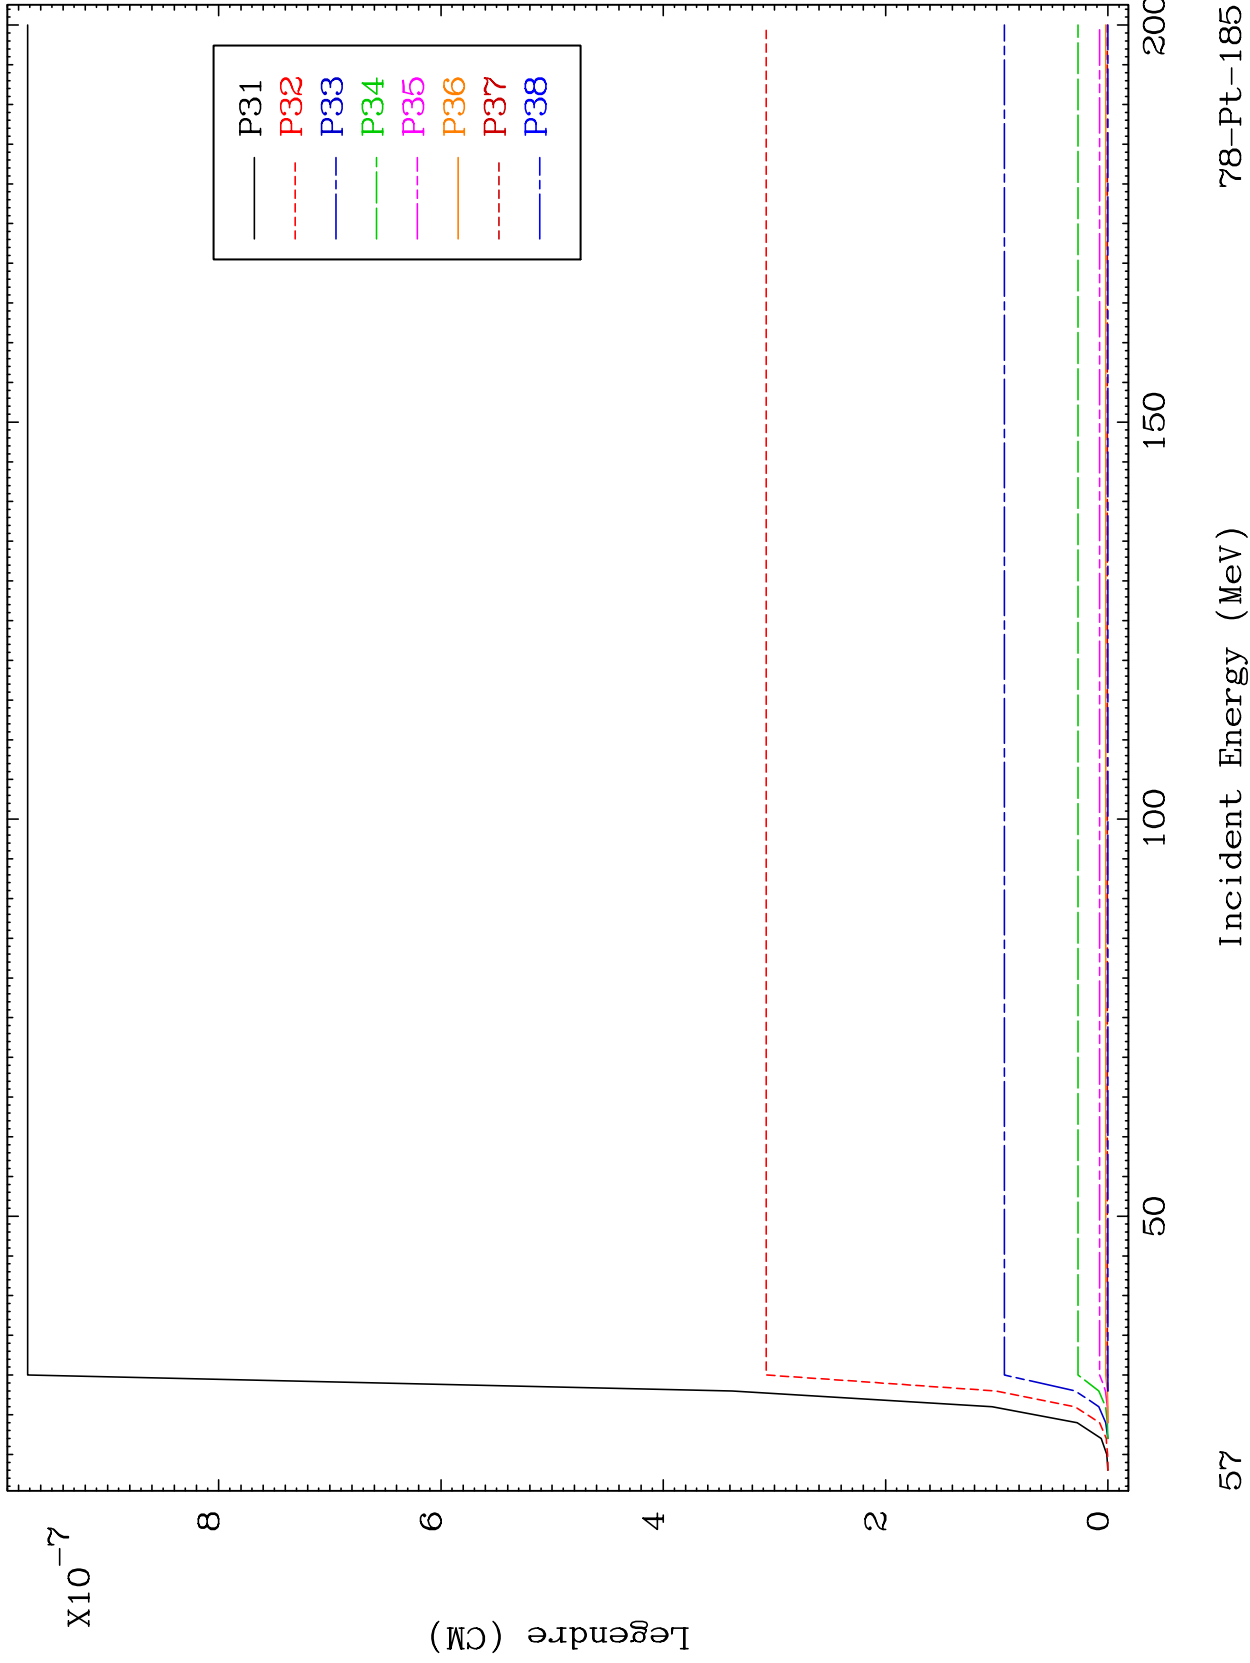 X10-7
8
6
4
2
0
Legendre (CM)
P31
P32
P33
P34
P35
P36
P37
P38
50
100
150
200
Incident Energy (MeV)
57
78-Pt-185